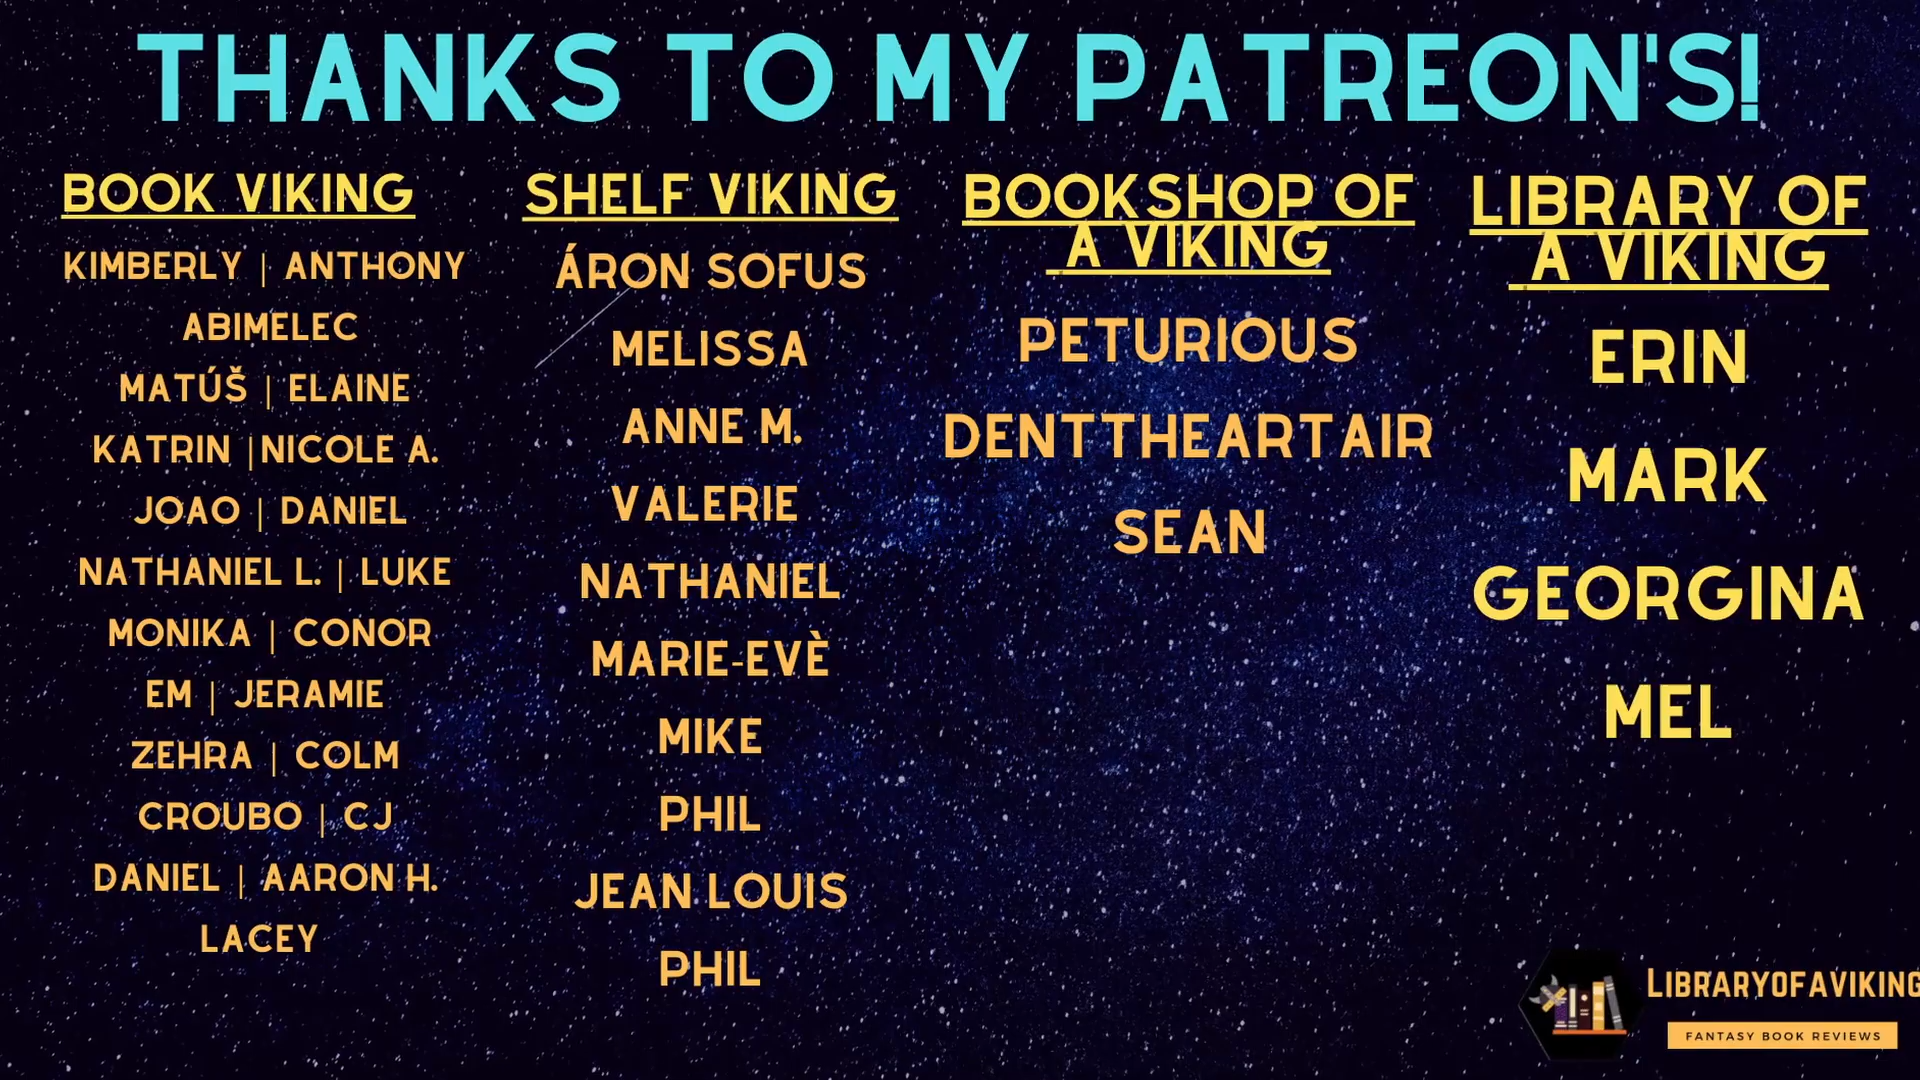 THANKS TO MY PATREON'S!
BOOK VIKING
KIMBERLY | ANTHONY
ABIMELEC
MATÚŠ | ELAINE
KATRIN |NICOLE A.
JOAO | DANIEL
NATHANIEL L. | LUKE
MONIKA | CONOR
EM | JERAMIE
ZEHRA | COLM
CROUBO | CJ
DANIEL | AARON H.
LACEY
SHELF VIKING
ÁRON SOFUS
MELISSA
ANNE M.
VALERIE
NATHANIEL
MARIE-EVÈ
MIKE
PHIL
JEAN LOUIS
PHIL
BOOKSHOP OF
A VIKING
PETURIOUS
DENTTHEARTAIR
SEAN
LIBRARY OF
A VIKING
ERIN
MARK
GEORGINA
MEL
LIBRARYOFAVIKING
FANTASY BOOK REVIEWS